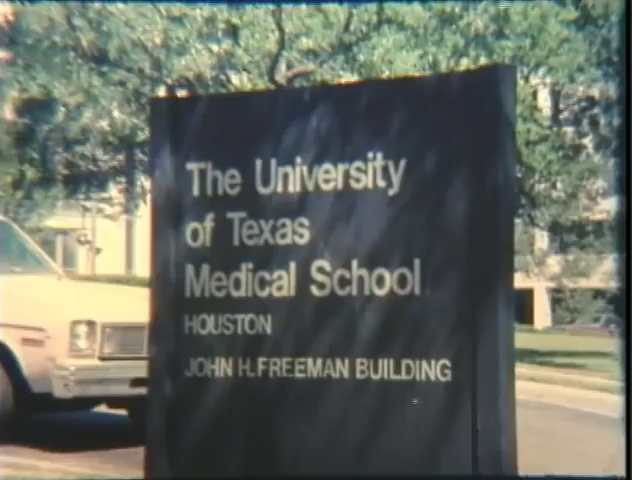 The University
of Texas
Medical School
HOUSTON
JOHN H. FREEMAN BUILDING